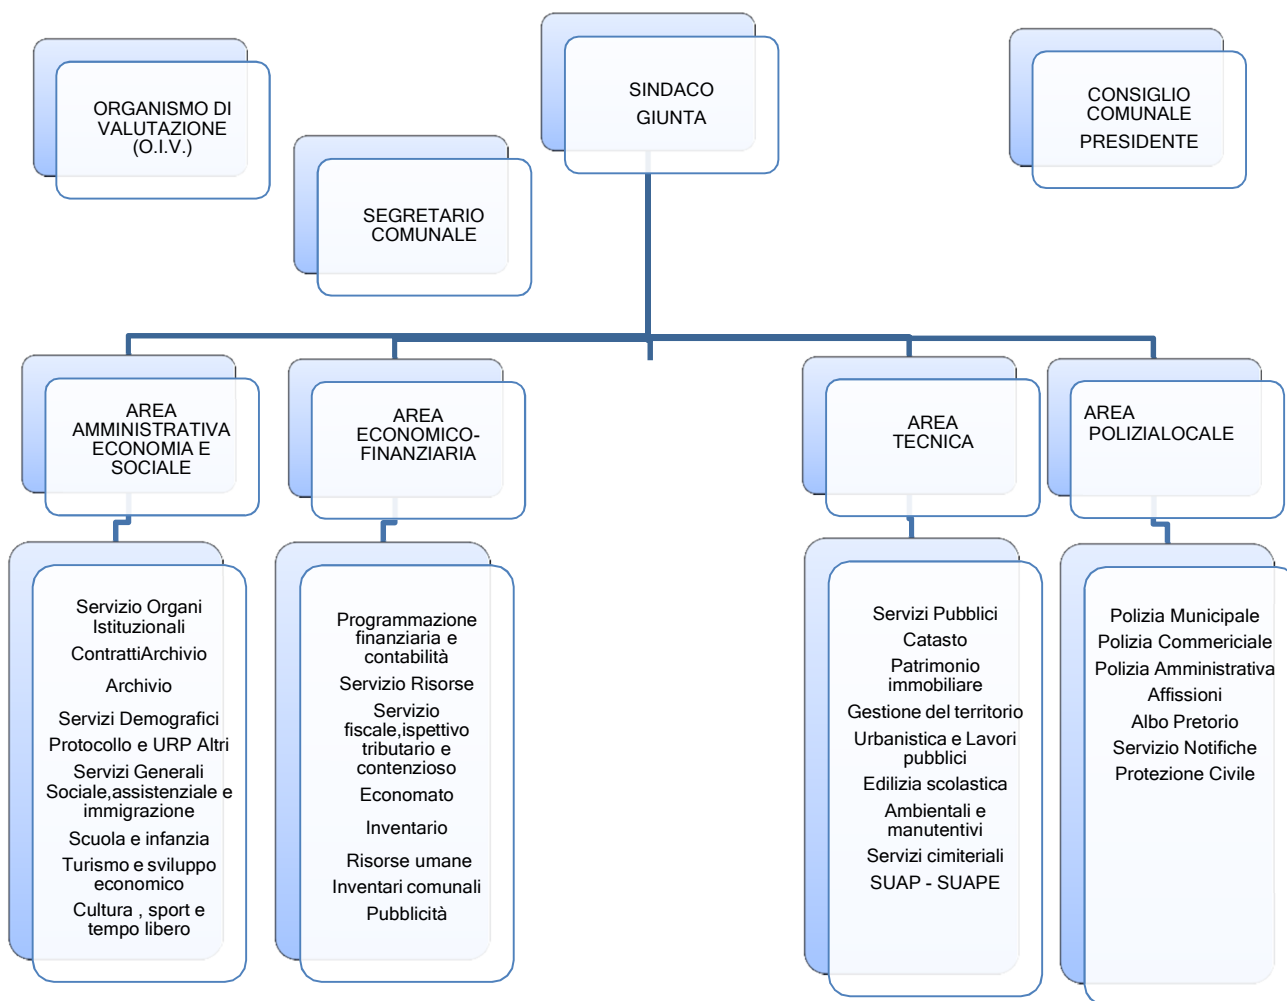 ORGANISMO DI
VALUTAZIONE
(O.I.V.)
SEGRETARIO
COMUNALE
SINDACO
GIUNTA
CONSIGLIO
COMUNALE
PRESIDENTE
AREA
AMMINISTRATIVA
ECONOMIA E
SOCIALE
AREA
ECONOMICO-
FINANZIARIA
AREA
TECNICA
AREA
POLIZIALOCALE
Servizio Organi
Istituzionali
ContrattiArchivio
Archivio
Servizi Demografici
Protocollo e URP Altri
Servizi Generali
Sociale,assistenziale e
immigrazione
Scuola e infanzia
Turismo e sviluppo
economico
Cultura , sport e
tempo libero
Programmazione
finanziaria e
contabilità
Servizio Risorse
Servizio
fiscale,ispettivo
tributario e
contenzioso
Economato
Inventario
Risorse umane
Inventari comunali
Pubblicità
Servizi Pubblici
Catasto
Patrimonio
immobiliare
Gestione del territorio
Urbanistica e Lavori
pubblici
Edilizia scolastica
Ambientali e
manutentivi
Servizi cimiteriali
SUAP - SUAPE
Polizia Municipale
Polizia Commericiale
Polizia Amministrativa
Affissioni
Albo Pretorio
Servizio Notifiche
Protezione Civile